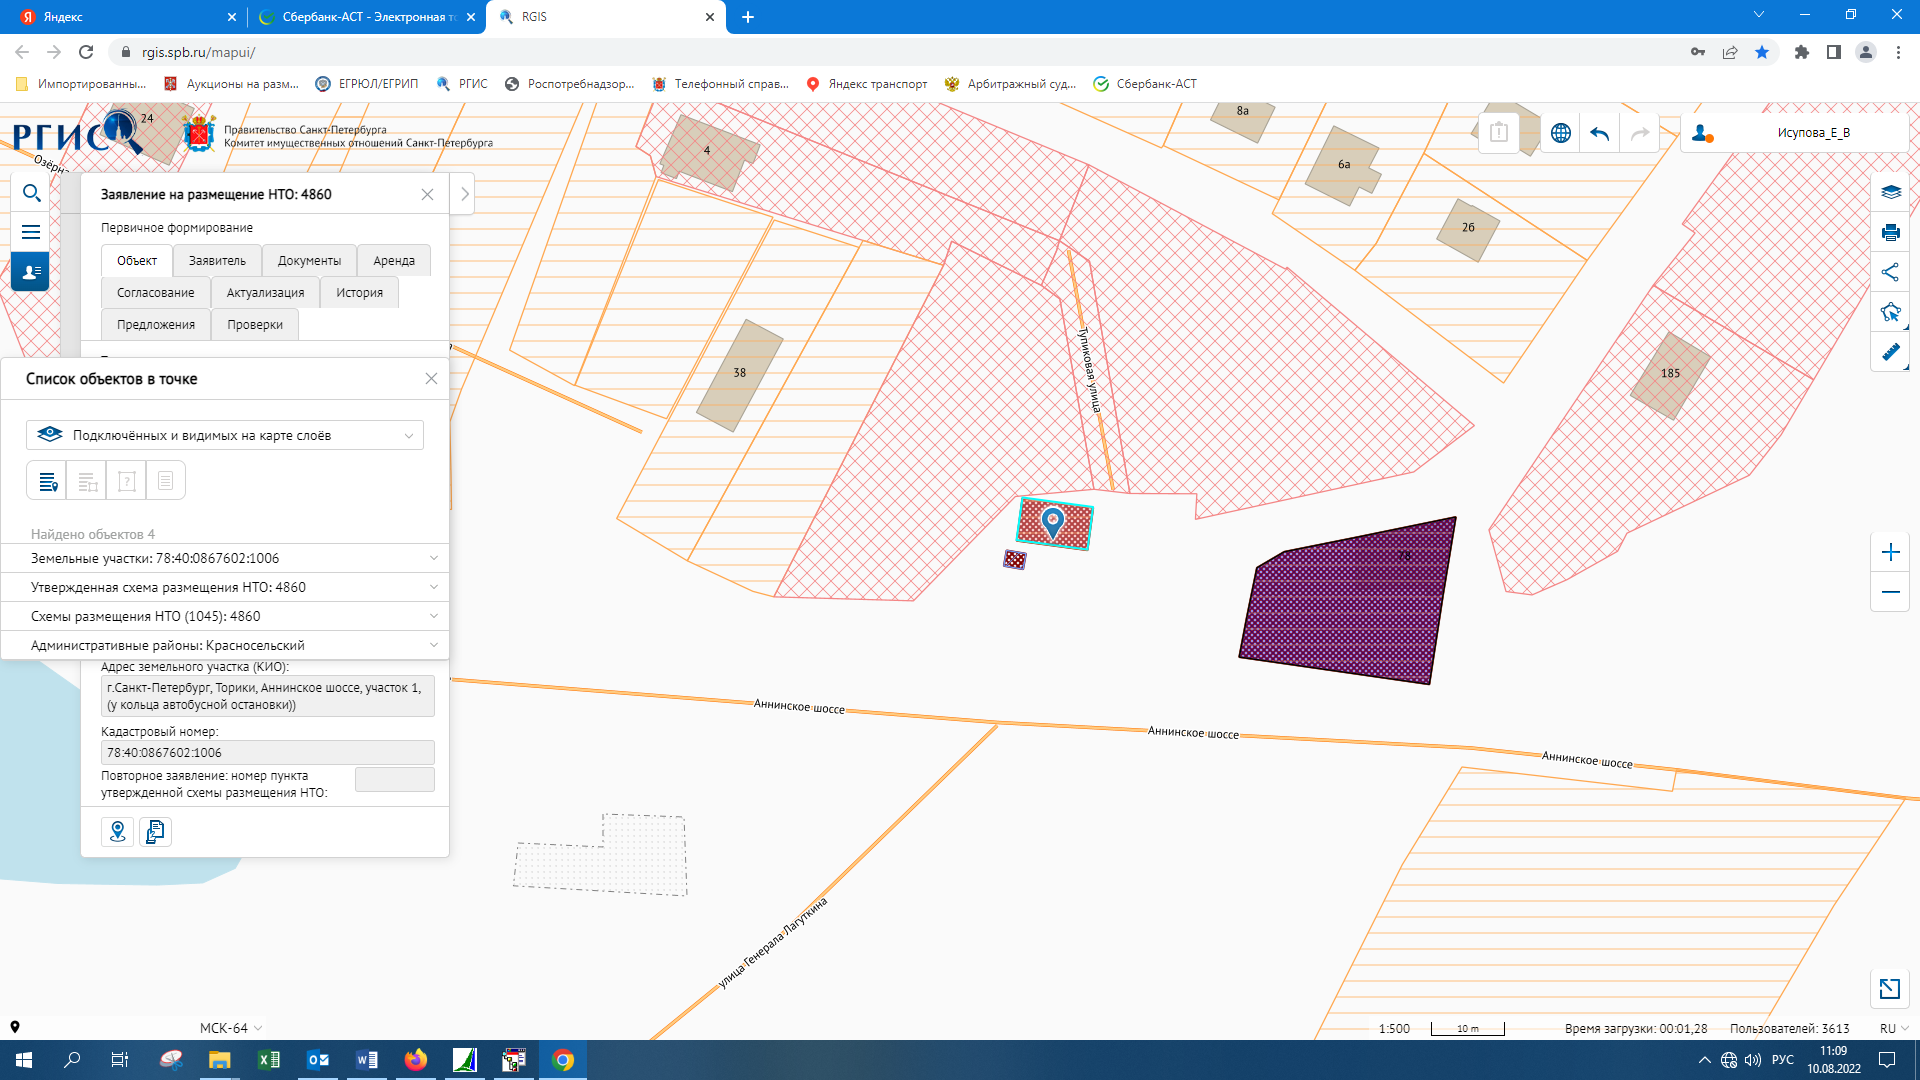 Яндекс
Сбербанк-АСТ - Электронная то
RGIS
rgis.spb.ru/mapui/
Импортированны...
Аукционы на разм...
ЕГРЮЛ/ЕГРИП
РГИС
Роспотребнадзор...
Телефонный справ...
Яндекс транспорт
Арбитражный суд...
Сбербанк-АСТ
РГИС
Правительство Санкт-Петербурга
Комитет имущественных отношений Санкт-Петербурга
Исупова_Е_В
24
4
8а
6а
26
38
185
78
Тупиковая улица
Аннинское шоссе
Аннинское шоссе
Аннинское шоссе
улица Генерала Лагуткина
Заявление на размещение НТО: 4860
Первичное формирование
Объект
Заявитель
Документы
Аренда
Согласование
Актуализация
История
Предложения
Проверки
Список объектов в точке
Подключённых и видимых на карте слоёв
Найдено объектов 4
Земельные участки: 78:40:0867602:1006
Утвержденная схема размещения НТО: 4860
Схемы размещения НТО (1045): 4860
Административные районы: Красносельский
Адрес земельного участка (КИО):
г.Санкт-Петербург, Торики, Аннинское шоссе, участок 1,
(у кольца автобусной остановки))
Кадастровый номер:
78:40:0867602:1006
Повторное заявление: номер пункта
утвержденной схемы размещения НТО:
МСК-64
1:500
10 m
Время загрузки: 00:01,28
Пользователей: 3613
RU
РУС
11:09
10.08.2022